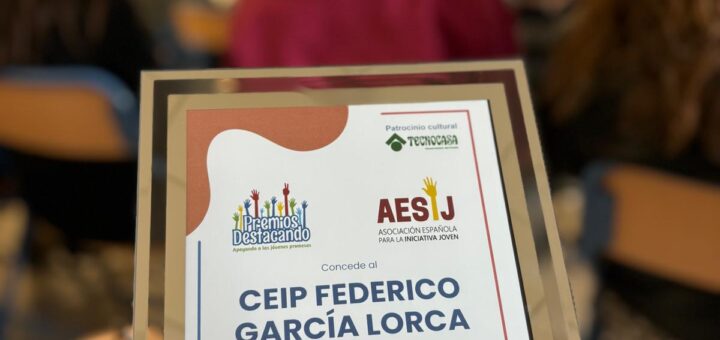 Patrocinio cultural
TECNOCASA
Premios
Destacando
Apoyando a las jóvenes promesas
AESIJ
ASOCIACIÓN ESPAÑOLA
PARA LA INICIATIVA JOVEN
Concede al
CEIP FEDERICO
GARCÍA LORCA